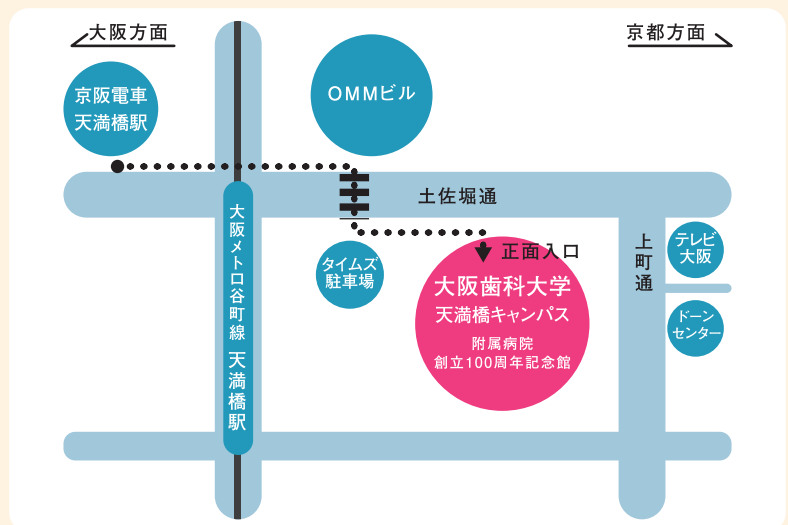 大阪方面
京都方面
京阪電車
天満橋駅
OMMビル
土佐堀通
大阪メトロ谷町線 天満橋駅
タイムズ
駐車場
正面入口
大阪歯科大学
天満橋キャンパス
附属病院
創立100周年記念館
上町通
テレビ
大阪
ドーン
センター